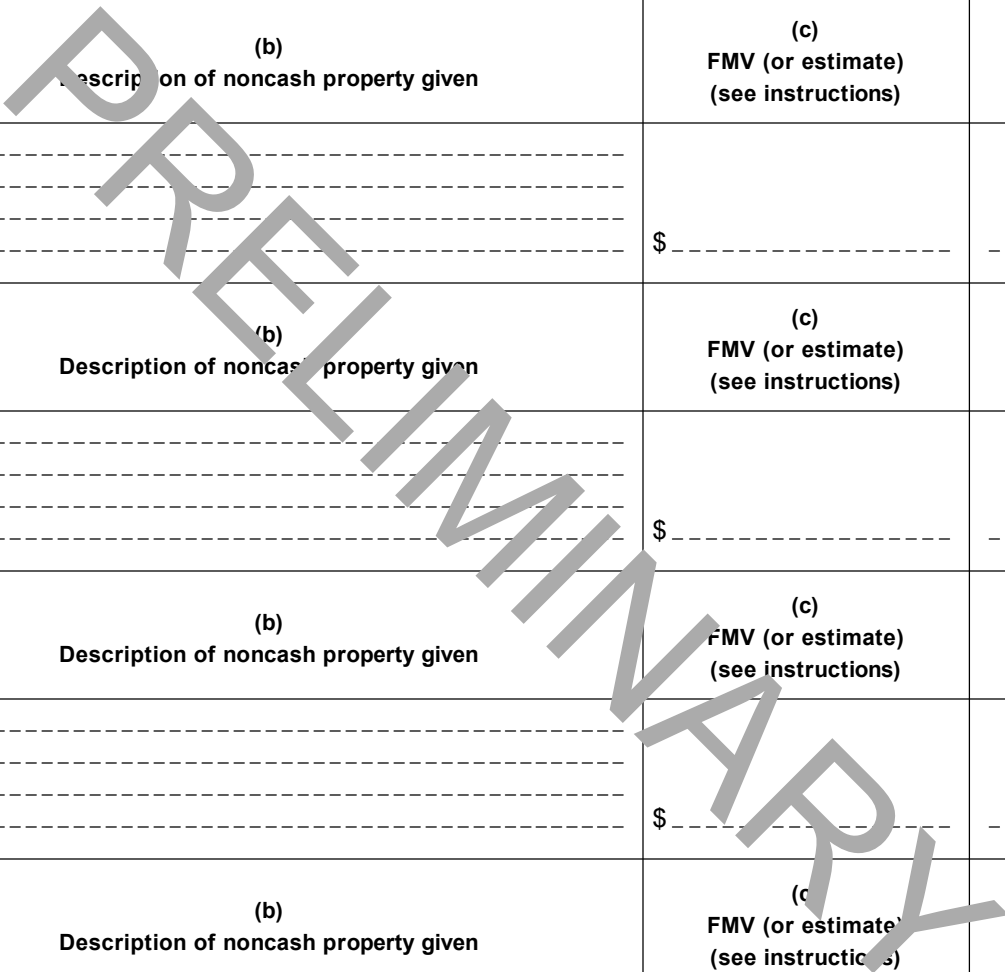 (b)
Description of noncash property given
(c)
FMV (or estimate)
(see instructions)
$
(b)
Description of noncash property given
(c)
FMV (or estimate)
(see instructions)
$
(b)
Description of noncash property given
(c)
FMV (or estimate)
(see instructions)
$
(b)
Description of noncash property given
(c)
FMV (or estimate)
(see instructions)
PRELIMINARY